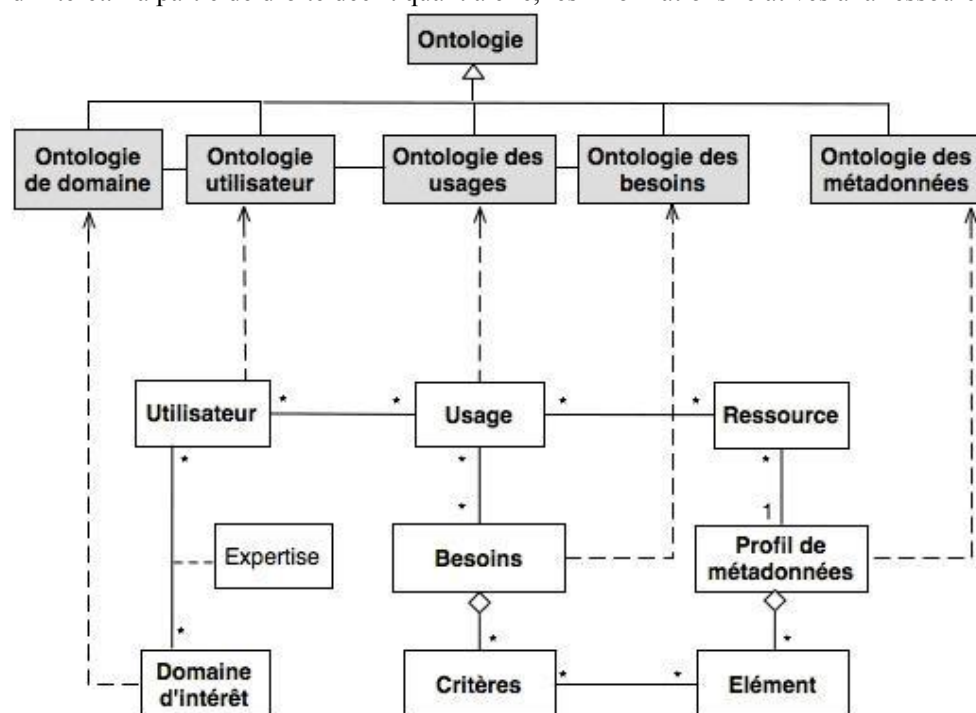 Ontologie
Ontologie
de domaine
Ontologie
utilisateur
Ontologie des
usages
Ontologie des
besoins
Ontologie des
métadonnées
Utilisateur
*
*
Usage
*
*
Ressource
*
*
*
*
*
1
Expertise
Besoins
Profil de
métadonnées
*
*
*
Domaine
d'intérêt
Critères
*
*
Elément